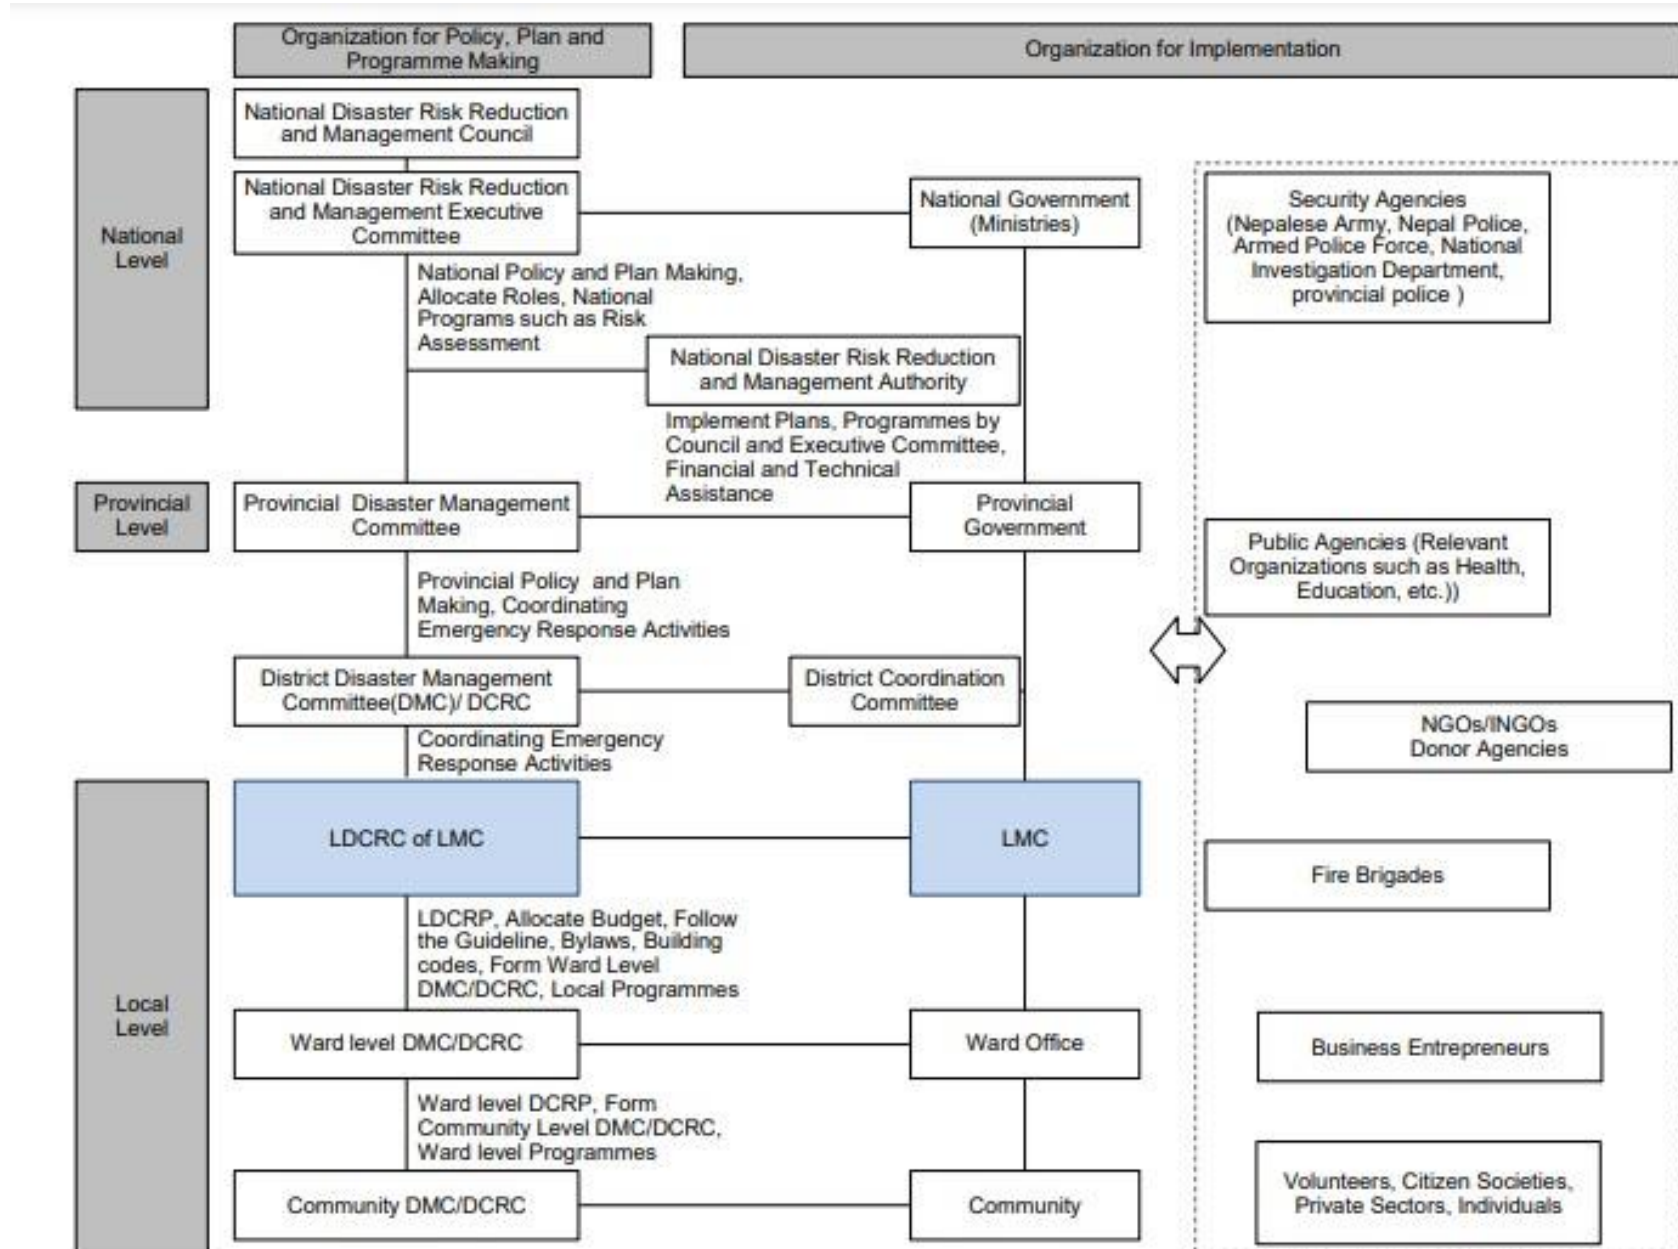 Organization for Policy, Plan and
Programme Making
Organization for Implementation
National
Level
National Disaster Risk Reduction
and Management Council
National Disaster Risk Reduction
and Management Executive
Committee
National Government
(Ministries)
Security Agencies
(Nepalese Army, Nepal Police,
Armed Police Force, National
Investigation Department,
provincial police )
National Policy and Plan Making,
Allocate Roles, National
Programs such as Risk
Assessment
National Disaster Risk Reduction
and Management Authority
Implement Plans, Programmes by
Council and Executive Committee,
Financial and Technical
Assistance
Provincial
Level
Provincial Disaster Management
Committee
Provincial
Government
Public Agencies (Relevant
Organizations such as Health,
Education, etc.))
Provincial Policy and Plan
Making, Coordinating
Emergency Response Activities
District Disaster Management
Committee(DMC)/ DCRC
District Coordination
Committee
NGOs/INGOs
Donor Agencies
Coordinating Emergency
Response Activities
Local
Level
LDCRC of LMC
LMC
Fire Brigades
LDCRP, Allocate Budget, Follow
the Guideline, Bylaws, Building
codes, Form Ward Level
DMC/DCRC, Local Programmes
Ward level DMC/DCRC
Ward Office
Business Entrepreneurs
Ward level DCRP, Form
Community Level DMC/DCRC,
Ward level Programmes
Community DMC/DCRC
Community
Volunteers, Citizen Societies,
Private Sectors, Individuals